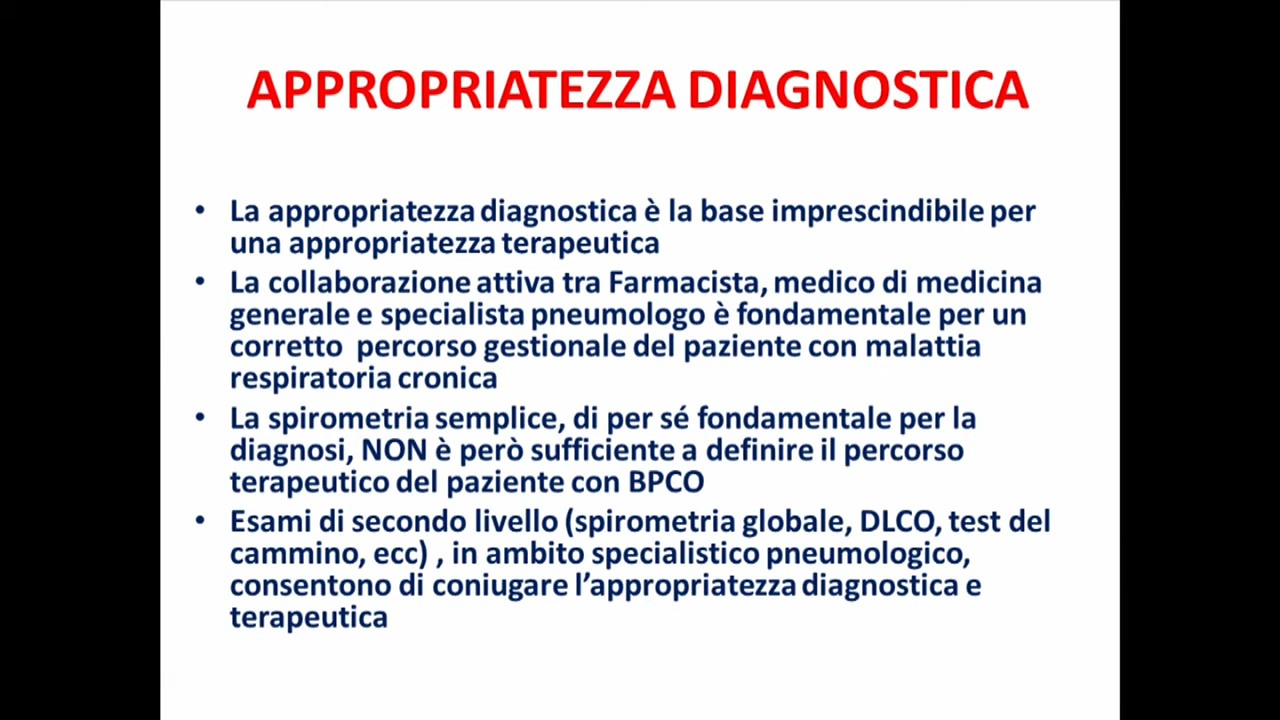 APPROPRIATEZZA DIAGNOSTICA
• La appropriatezza diagnostica è la base imprescindibile per
una appropriatezza terapeutica
• La collaborazione attiva tra Farmacista, medico di medicina
generale e specialista pneumologo è fondamentale per un
corretto percorso gestionale del paziente con malattia
respiratoria cronica
• La spirometria semplice, di per sé fondamentale per la
diagnosi, NON è però sufficiente a definire il percorso
terapeutico del paziente con BPCO
• Esami di secondo livello (spirometria globale, DLCO, test del
cammino, ecc) , in ambito specialistico pneumologico,
consentono di coniugare l’appropriatezza diagnostica e
terapeutica